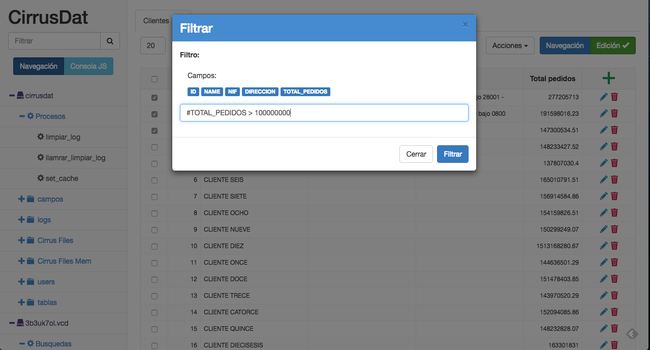 CirrusDat
Filtrar
Navegación
Consola JS
cirrusdat
Procesos
limpiar_log
llamrar_limpiar_log
set_cache
campos
logs
Cirrus Files
Cirrus Files Mem
users
tablas
3b3uk7ol.vcd
Busquedas
Clientes
20
Acciones
Navegación
Edición
Filtrar
×
Filtro:
Campos:
ID NAME NIF DIRECCION TOTAL_PEDIDOS
#TOTAL_PEDIDOS > 100000000
Cerrar
Filtrar
Total pedidos
jo 28001 - 277205713
bajo 0800 191598016.23
147300534.51
148233427.52
137807030.4
6 CLIENTE SEIS 165010791.51
7 CLIENTE SIETE 156914584.86
8 CLIENTE OCHO 154159826.51
9 CLIENTE NUEVE 150299249.07
10 CLIENTE DIEZ 1513168280.67
11 CLIENTE ONCE 144636501.29
12 CLIENTE DOCE 151478403.85
13 CLIENTE TRECE 143970520.29
14 CLIENTE CATORCE 152094085.86
15 CLIENTE QUINCE 148232828.07
16 CLIENTE DIECISESIS 163301831